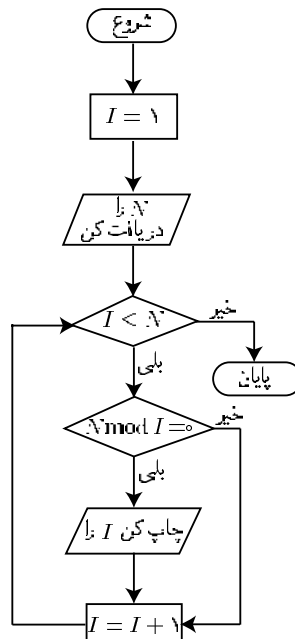 شروع
I = ۱
N را
دریافت کن
I < N
خیر
بلی
پایان
N mod I = ۰
خیر
بلی
چاپ کن I را
I = I + ۱